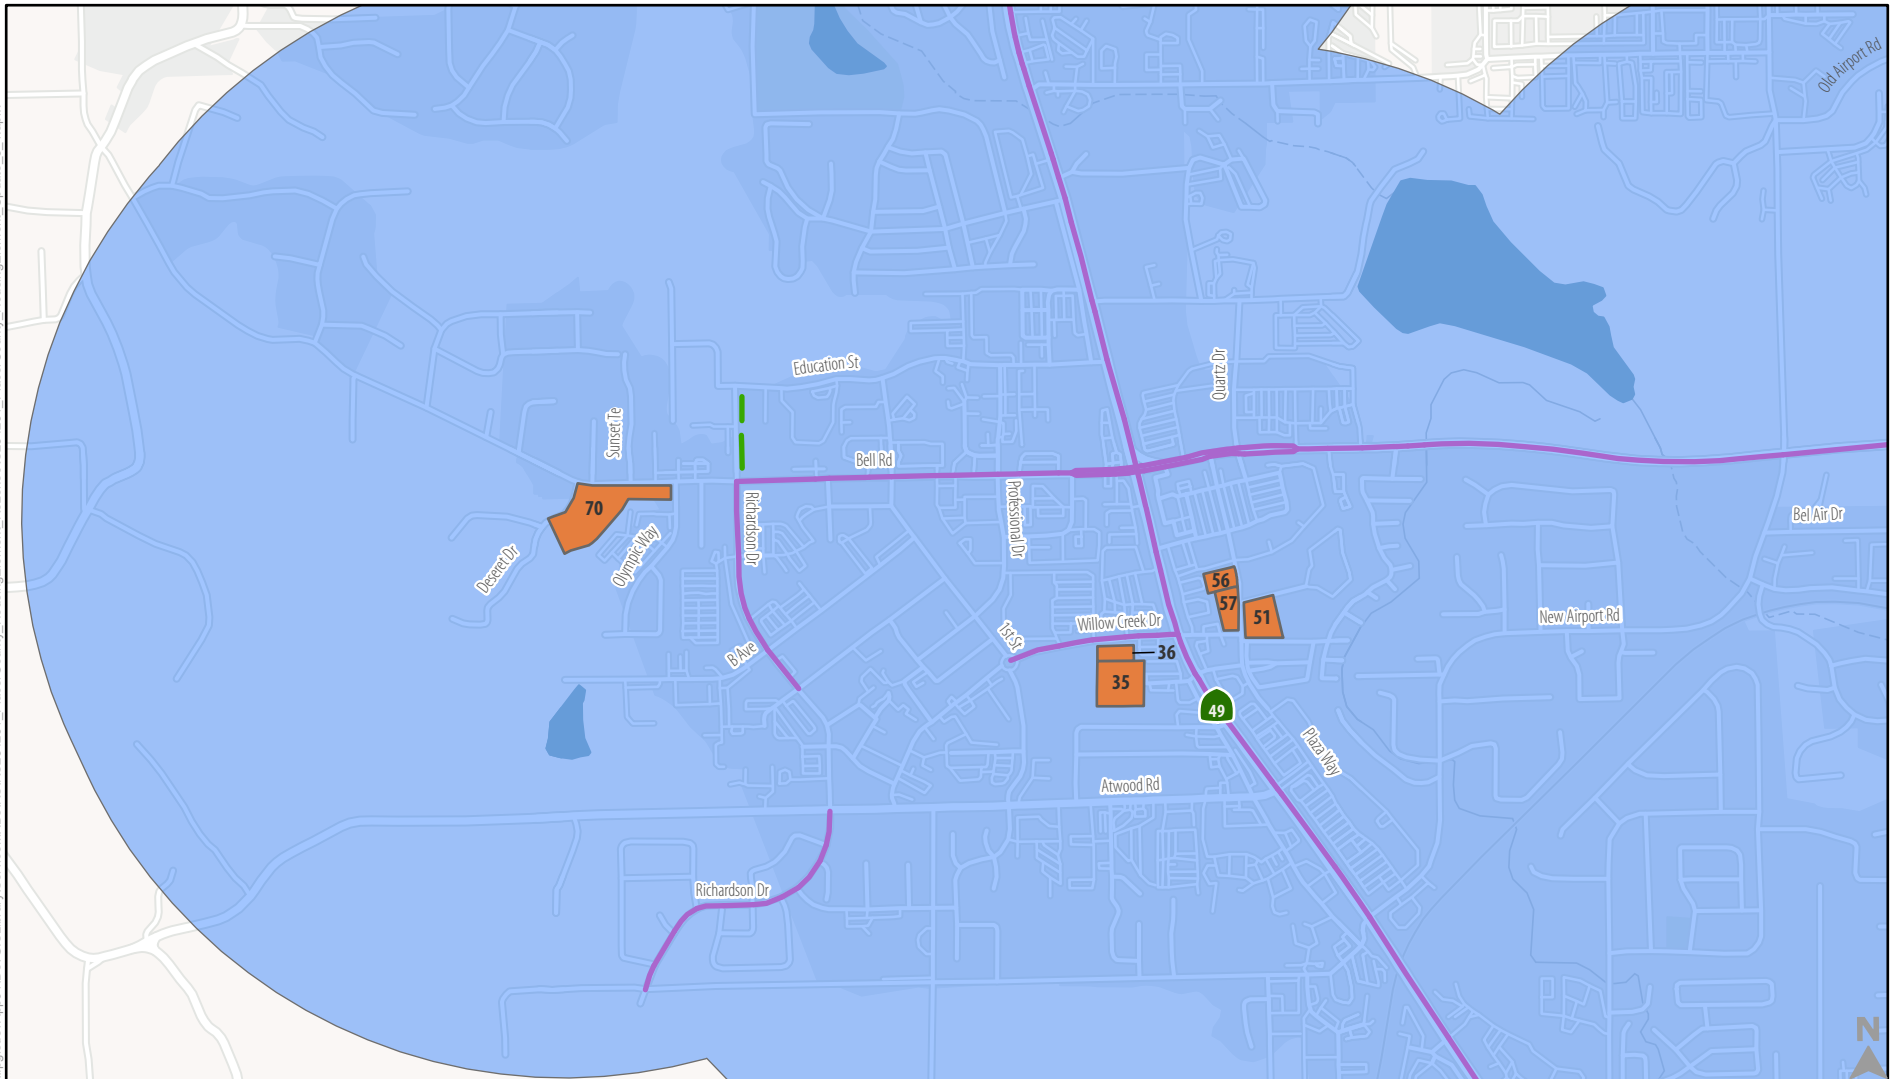 Old Airport Rd
Education St
Quartz Dr
Sunset Te
Bell Rd
Richardson Dr
Professional Dr
70
Deseret Dr
Olympic Way
Bel Air Dr
56
57
51
New Airport Rd
Willow Creek Dr
1st St
B Ave
36
35
49
Plaza Way
Atwood Rd
Richardson Dr
N